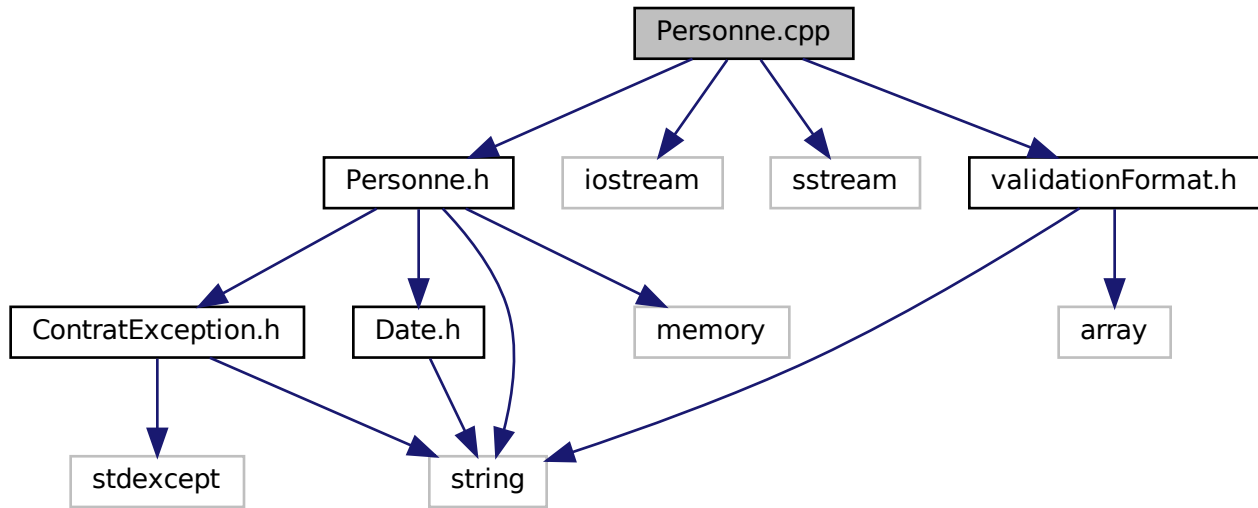 Personne.cpp
Personne.h
iostream
sstream
validationFormat.h
ContratException.h
Date.h
memory
array
stdexcept
string